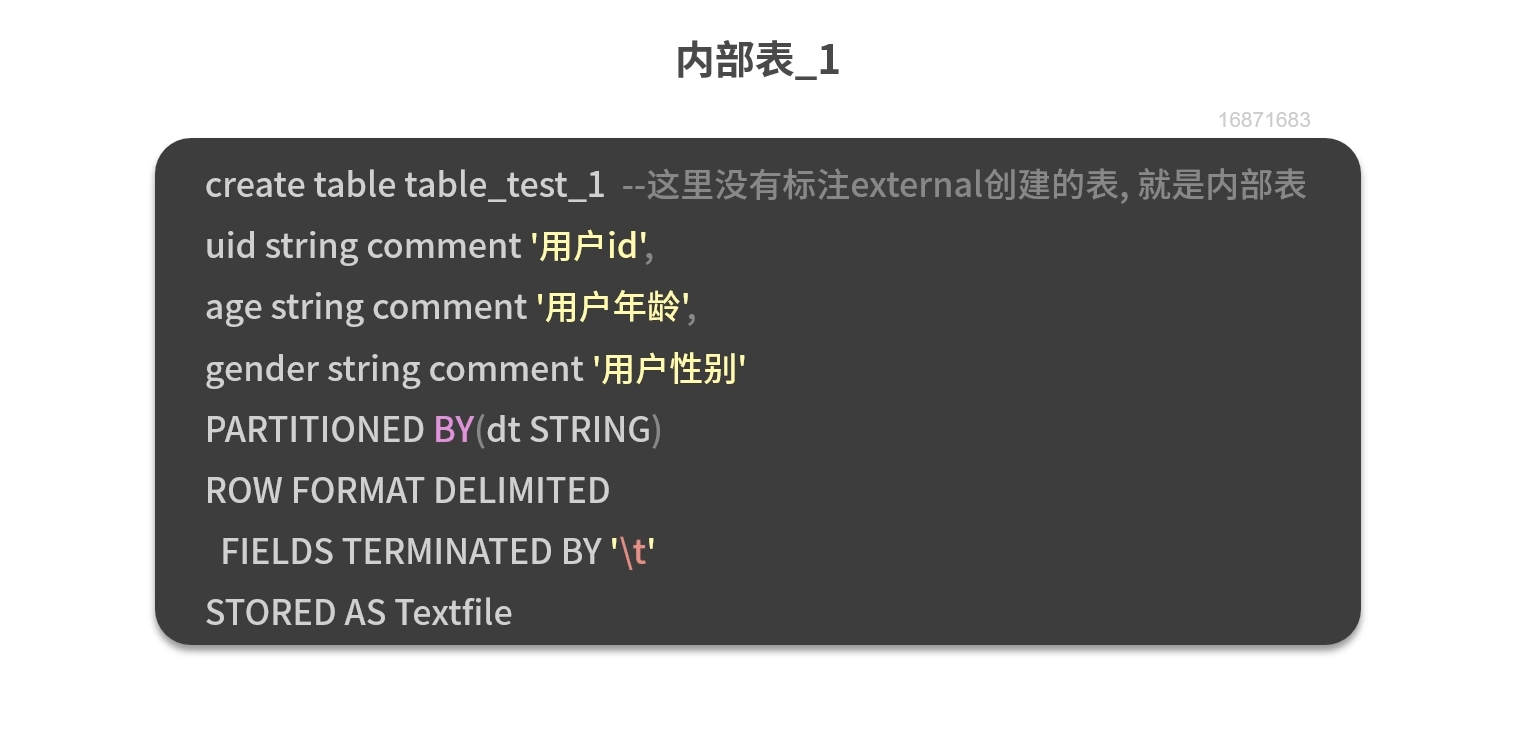 内部表_1
16871683
create table table_test_1  --这里没有标注external创建的表, 就是内部表
uid string comment '用户id',
age string comment '用户年龄',
gender string comment '用户性别'
PARTITIONED BY(dt STRING)
ROW FORMAT DELIMITED
  FIELDS TERMINATED BY '\t'
STORED AS Textfile